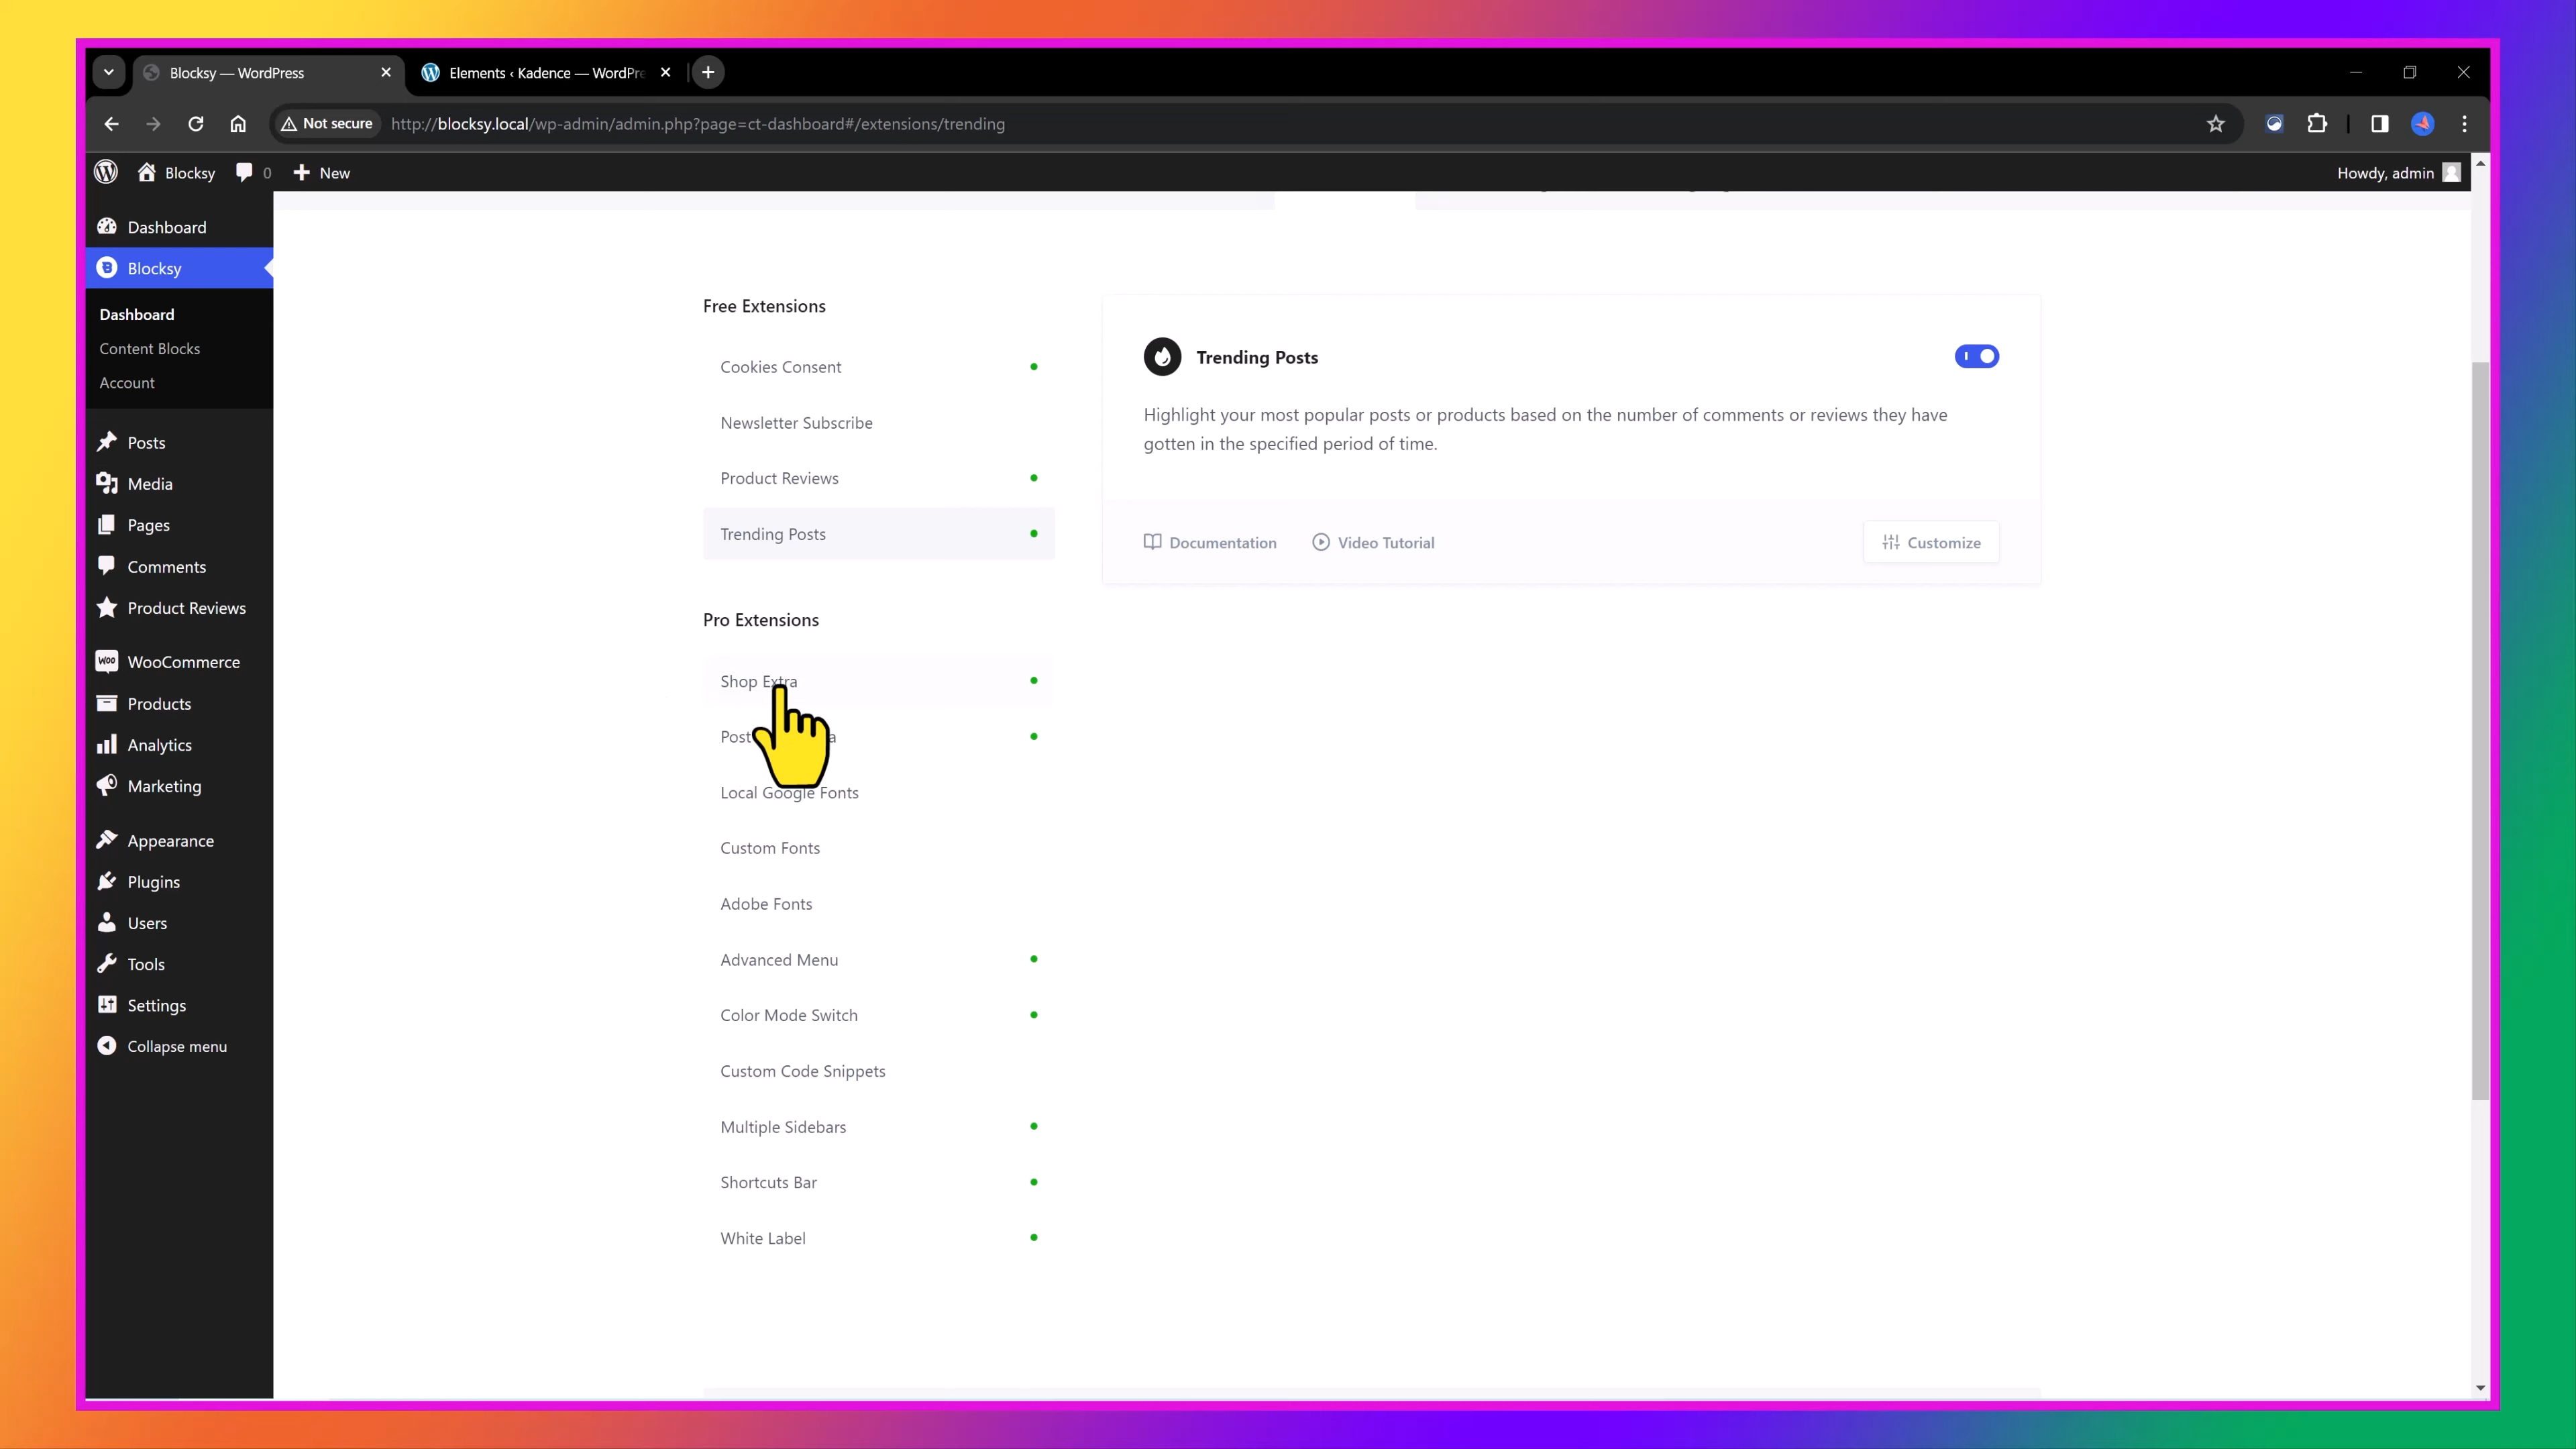 Blocksy — WordPress
Elements ‹ Kadence — WordPre
Not secure
http://blocksy.local/wp-admin/admin.php?page=ct-dashboard#/extensions/trending
Blocksy
0
New
Howdy, admin
Dashboard
Blocksy
Dashboard
Content Blocks
Account
Posts
Media
Pages
Comments
Product Reviews
WooCommerce
Products
Analytics
Marketing
Appearance
Plugins
Users
Tools
Settings
Collapse menu
Free Extensions
Cookies Consent
Newsletter Subscribe
Product Reviews
Trending Posts
Pro Extensions
Shop Extra
Post
Local Google Fonts
Custom Fonts
Adobe Fonts
Advanced Menu
Color Mode Switch
Custom Code Snippets
Multiple Sidebars
Shortcuts Bar
White Label
Trending Posts
Highlight your most popular posts or products based on the number of comments or reviews they have
gotten in the specified period of time.
Documentation
Video Tutorial
Customize